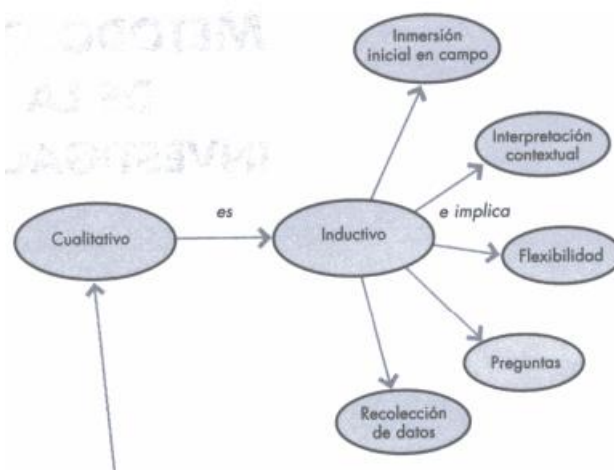 Inmersión
inicial en campo
Interpretación
contextual
es
e implica
Cualitativo
Inductivo
Flexibilidad
Preguntas
Recolección
de datos